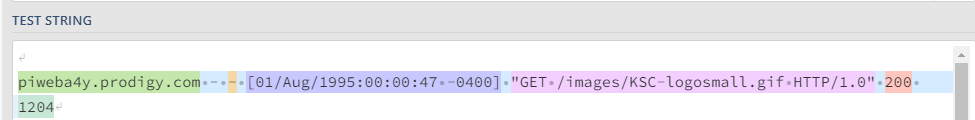 TEST STRING
piweba4y.prodigy.com - - [01/Aug/1995:00:00:47 -0400] "GET /images/KSC-logosmall.gif HTTP/1.0" 200
1204